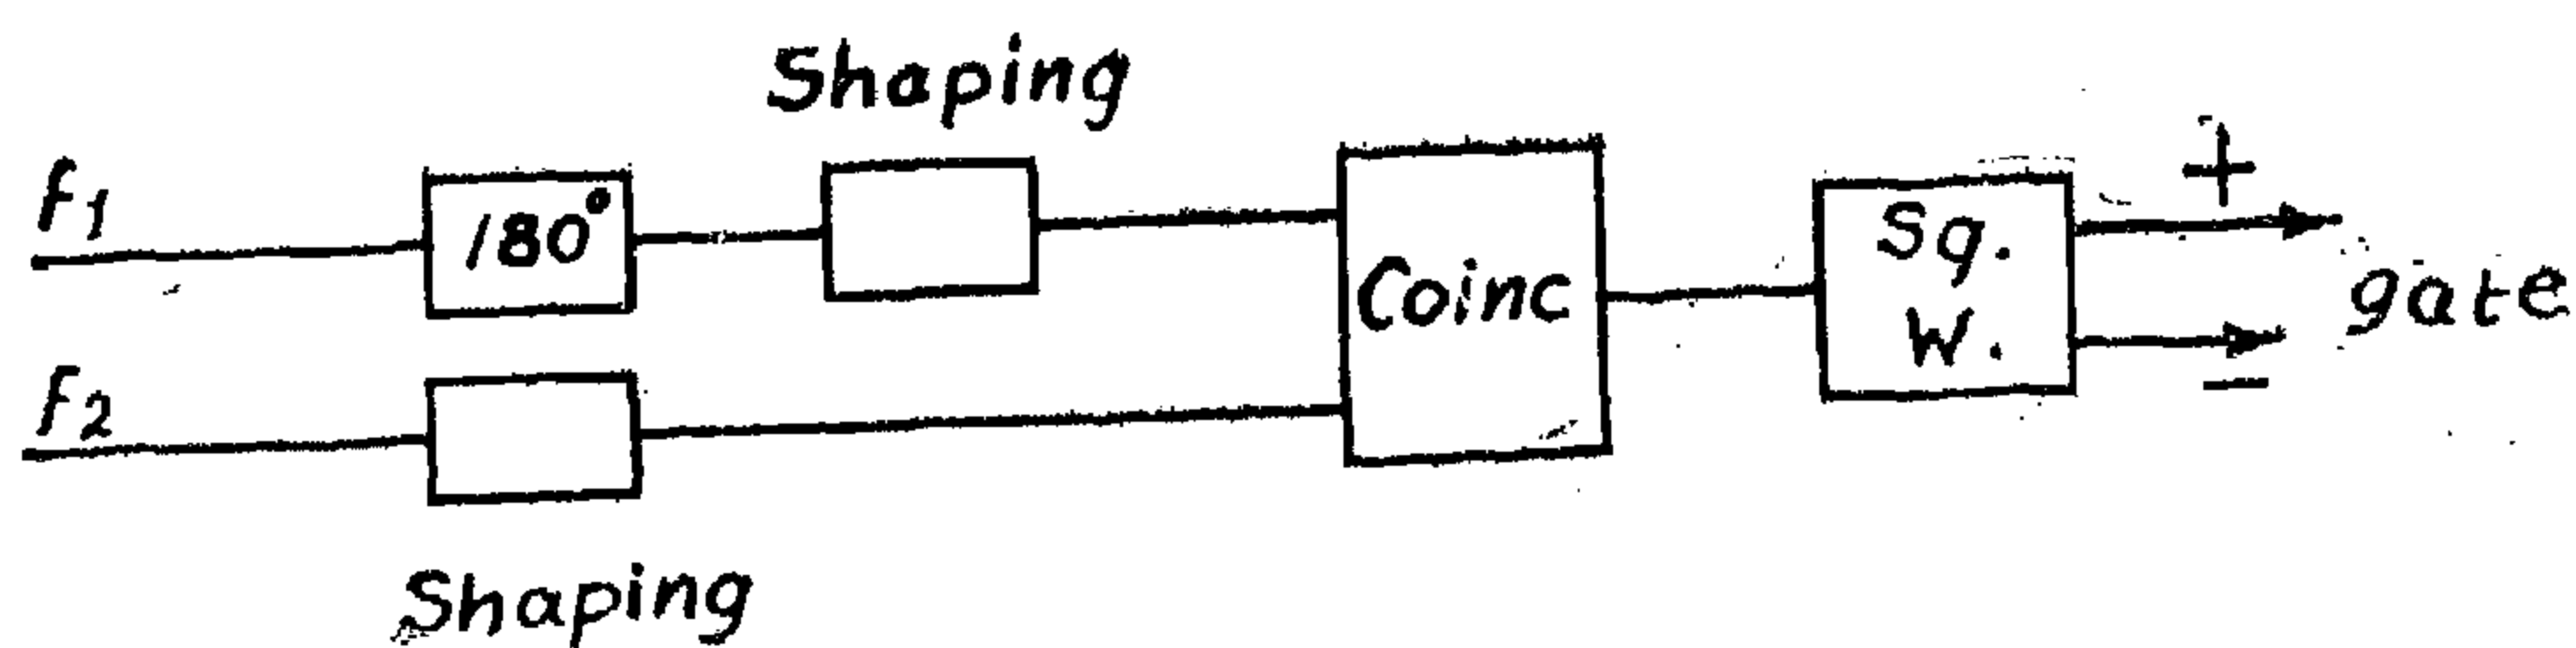 Shaping
f1
180°
Coinc
Sq.
W.
+
gate
-
f2
Shaping